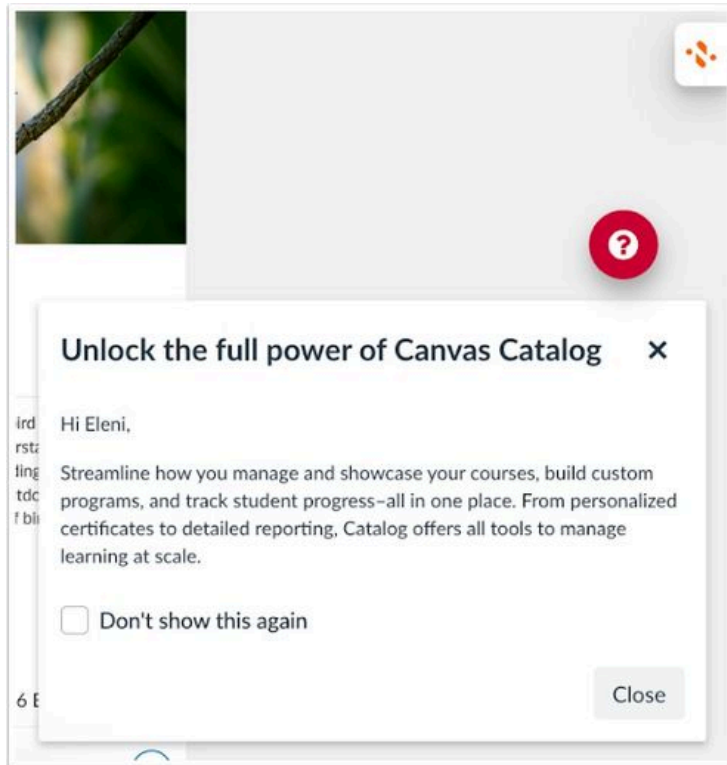 Unlock the full power of Canvas Catalog
Hi Eleni,
Streamline how you manage and showcase your courses, build custom
programs, and track student progress–all in one place. From personalized
certificates to detailed reporting, Catalog offers all tools to manage
learning at scale.
Don't show this again
Close
6